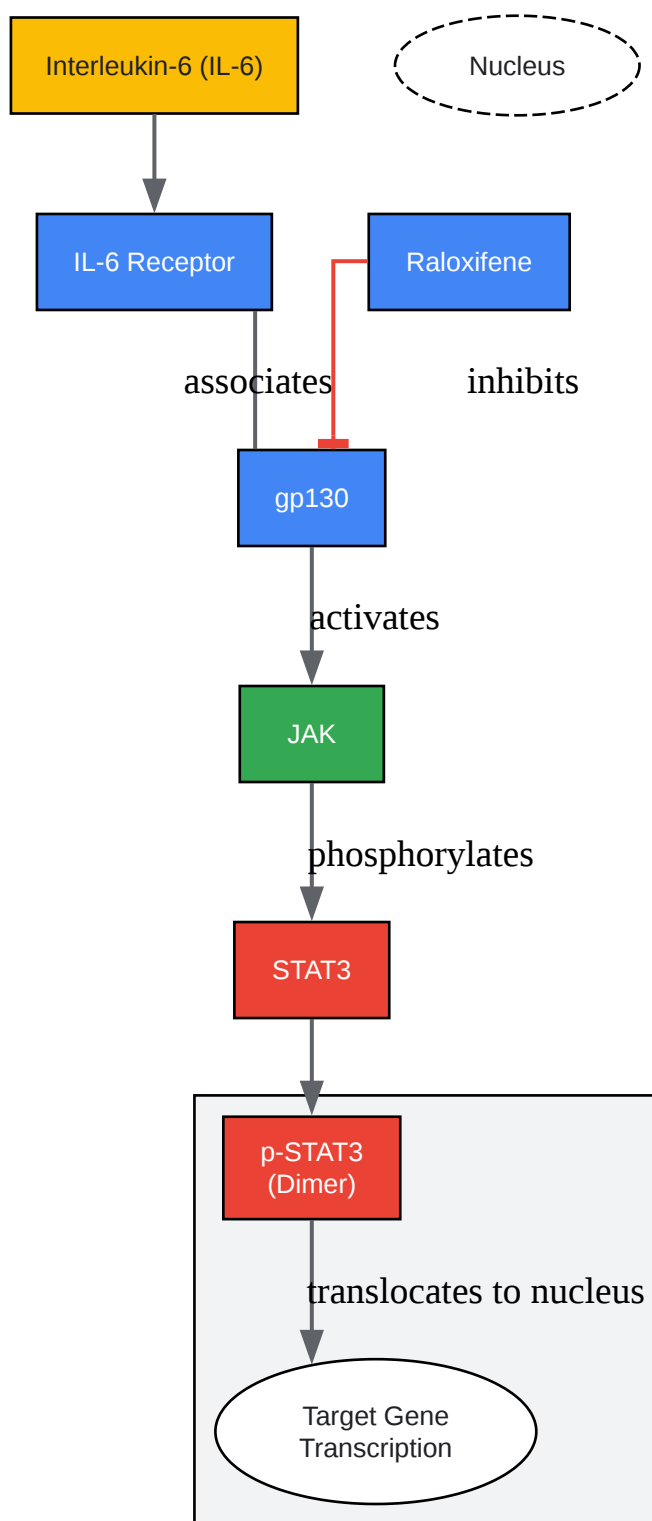 Interleukin-6 (IL-6)
Nucleus
IL-6 Receptor
Raloxifene
associates
inhibits
gp130
activates
JAK
phosphorylates
STAT3
p-STAT3
(Dimer)
translocates to nucleus
Target Gene
Transcription